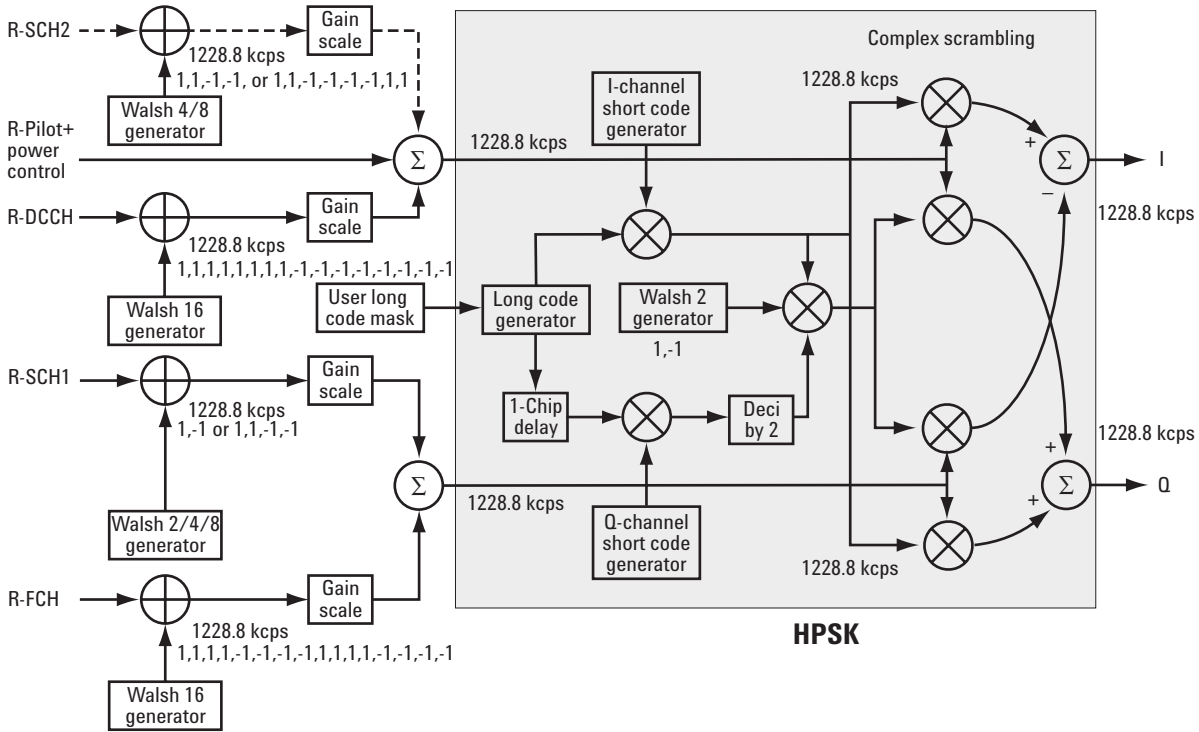 R-SCH2
Gain
scale
1228.8 kcps
1,1,-1,-1, or 1,1,-1,-1,-1,-1,1,1
Walsh 4/8
generator
R-Pilot+
power
control
Σ
R-DCCH
Gain
scale
1228.8 kcps
1,1,1,1,1,1,1,1,-1,-1,-1,-1,-1,-1,-1,-1
Walsh 16
generator
R-SCH1
Gain
scale
1228.8 kcps
1,-1 or 1,1,-1,-1
Σ
Walsh 2/4/8
generator
R-FCH
Gain
scale
1228.8 kcps
1,1,1,1,-1,-1,-1,-1,1,1,1,1,-1,-1,-1,-1
Walsh 16
generator
Complex scrambling
I-channel
short code
generator
1228.8 kcps
1228.8 kcps
+
Σ
I
–
1228.8 kcps
User long
code mask
Long code
generator
Walsh 2
generator
1,-1
1-Chip
delay
Deci
by 2
1228.8 kcps
+
1228.8 kcps
Σ
Q
+
Q-channel
short code
generator
1228.8 kcps
HPSK